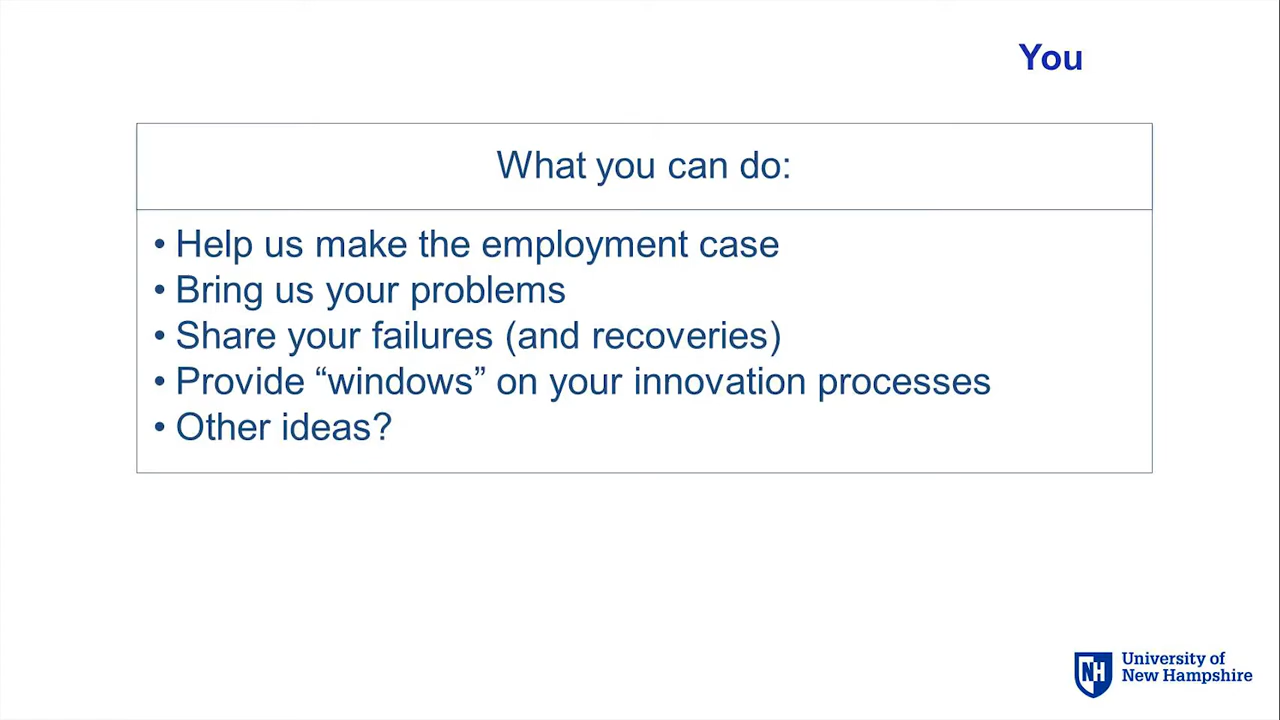 You
What you can do:
• Help us make the employment case
• Bring us your problems
• Share your failures (and recoveries)
• Provide “windows” on your innovation processes
• Other ideas?
NH
University of
New Hampshire